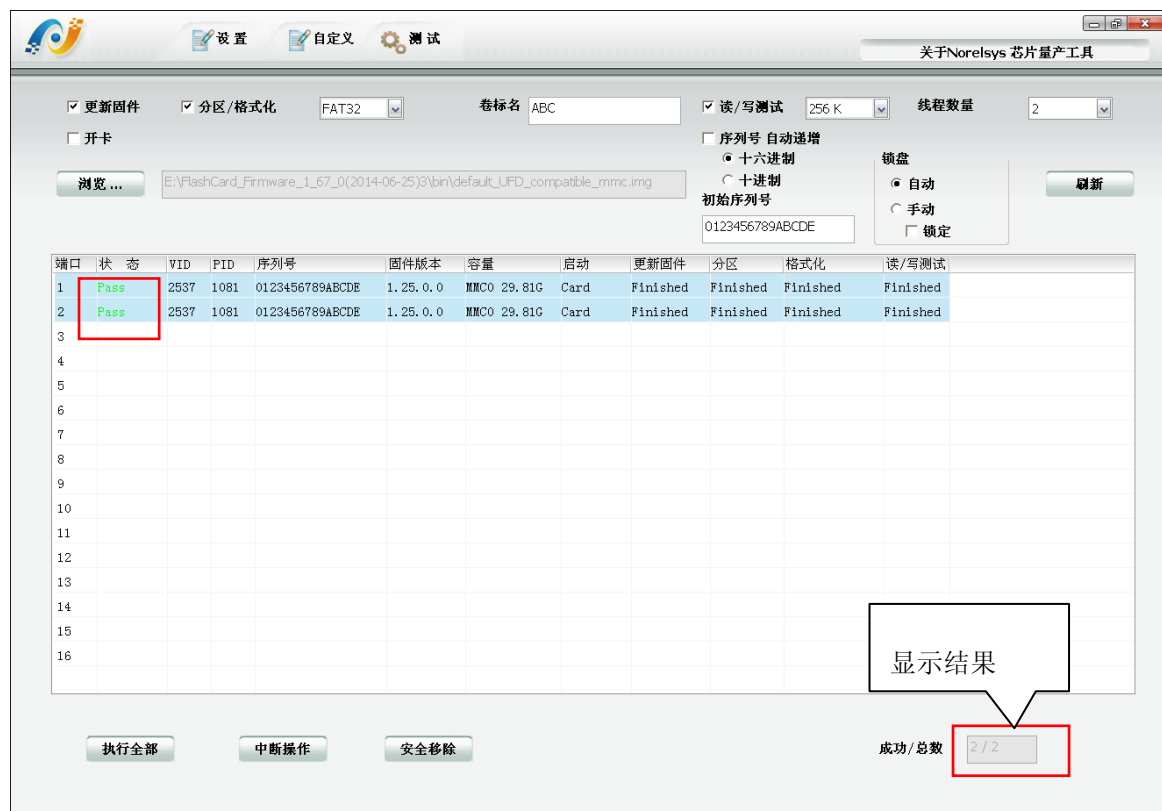 设 置 自定义 测 试
关于Norelsys 芯片量产工具
更新固件 分区/格式化 FAT32 卷标名 ABC 读/写测试 256 K 线程数量 2
开卡 序列号 自动递增
十六进制 锁盘
浏览 ... E:\FlashCard_Firmware_1_67_0(2014-06-25)3\bin\default_UFD_compatible_mmc.img 十进制 自动 刷新
初始序列号 手动
0123456789ABCDE 锁定
端口 状 态 VID PID 序列号 固件版本 容量 启动 更新固件 分区 格式化 读/写测试
1 Pass 2537 1081 0123456789ABCDE 1.25.0.0 MMC0 29.81G Card Finished Finished Finished Finished
2 Pass 2537 1081 0123456789ABCDE 1.25.0.0 MMC0 29.81G Card Finished Finished Finished Finished
3
4
5
6
7
8
9
10
11
12
13
14
15
16
显示结果
执行全部 中断操作 安全移除 成功/总数 2 / 2